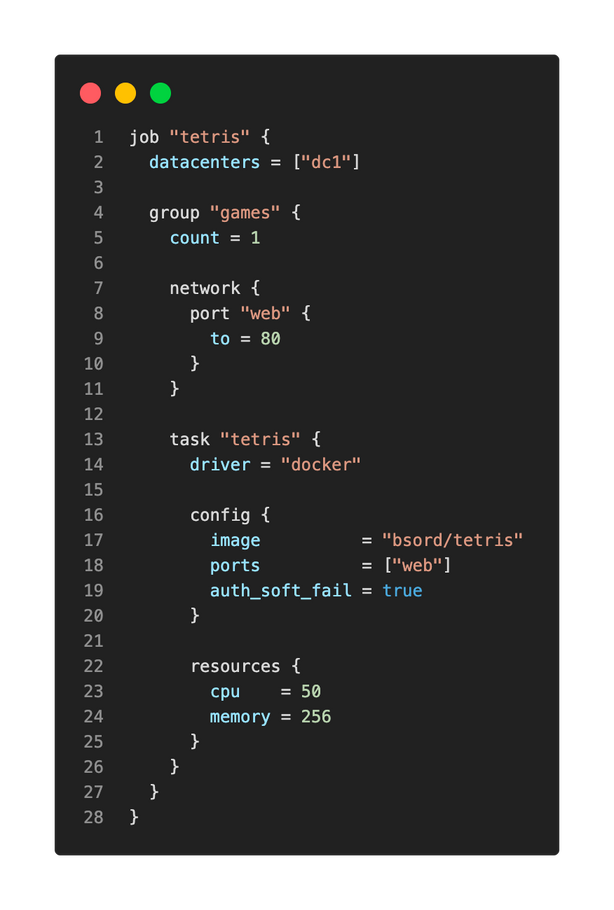 1 job "tetris" {
2   datacenters = ["dc1"]
3
4   group "games" {
5     count = 1
6
7     network {
8       port "web" {
9         to = 80
10       }
11     }
12
13     task "tetris" {
14       driver = "docker"
15
16       config {
17         image          = "bsord/tetris"
18         ports          = ["web"]
19         auth_soft_fail = true
20       }
21
22       resources {
23         cpu    = 50
24         memory = 256
25       }
26     }
27   }
28 }